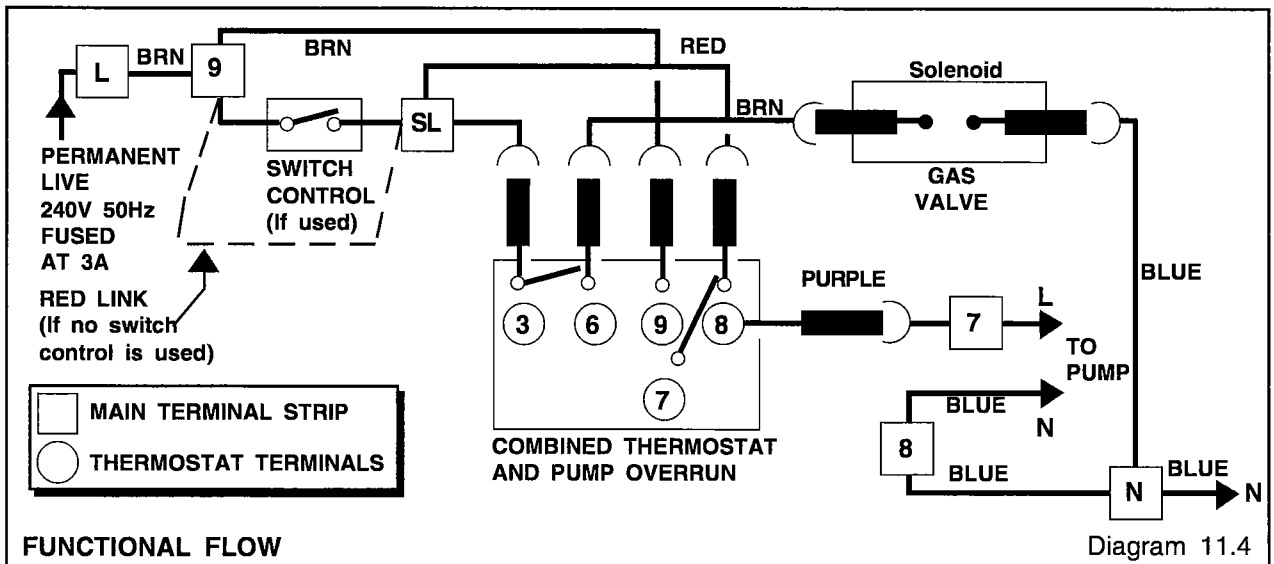 BRN
L
9
BRN
RED
SL
BRN
Solenoid
GAS
VALVE
PERMANENT
LIVE
240V 50Hz
FUSED
AT 3A
SWITCH
CONTROL
(If used)
RED LINK
(If no switch
control is used)
3
6
9
8
7
PURPLE
7
L
TO
PUMP
BLUE
BLUE
N
8
BLUE
N
BLUE
N
COMBINED THERMOSTAT
AND PUMP OVERRUN
MAIN TERMINAL STRIP
THERMOSTAT TERMINALS
FUNCTIONAL FLOW
Diagram 11.4